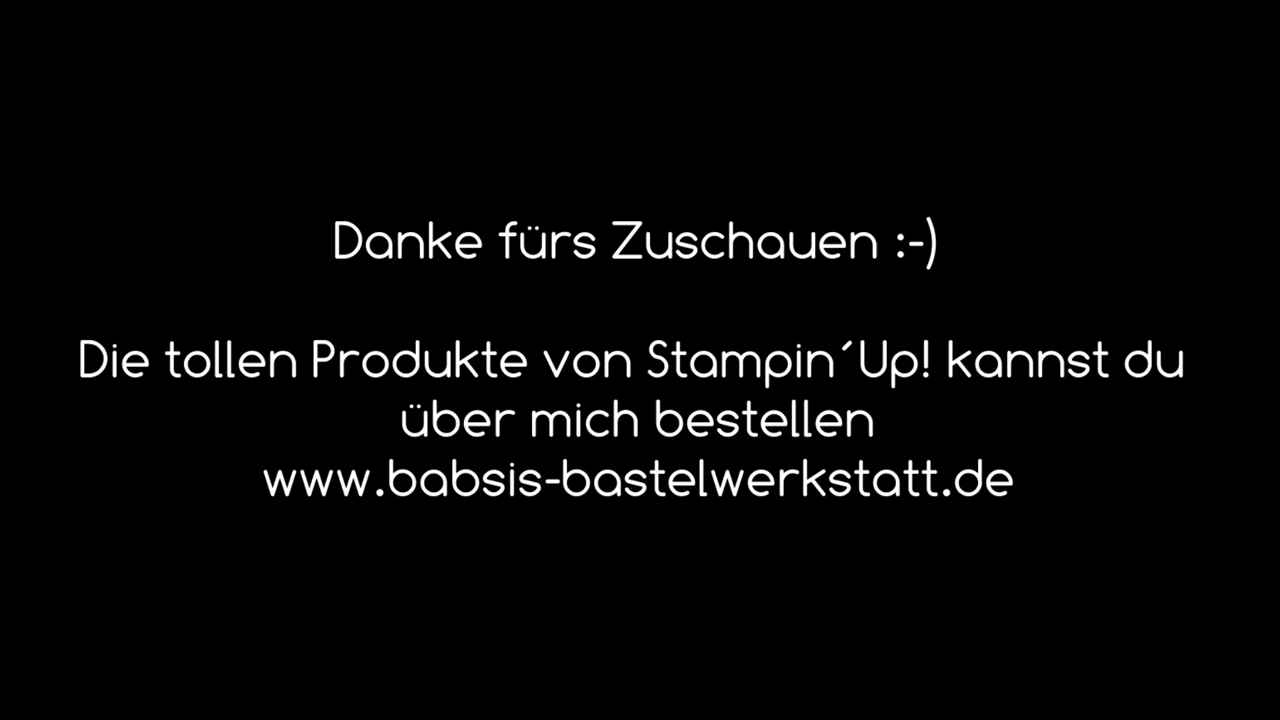 Danke fürs Zuschauen :-)
Die tollen Produkte von Stampin´Up! kannst du
über mich bestellen
www.babsis-bastelwerkstatt.de